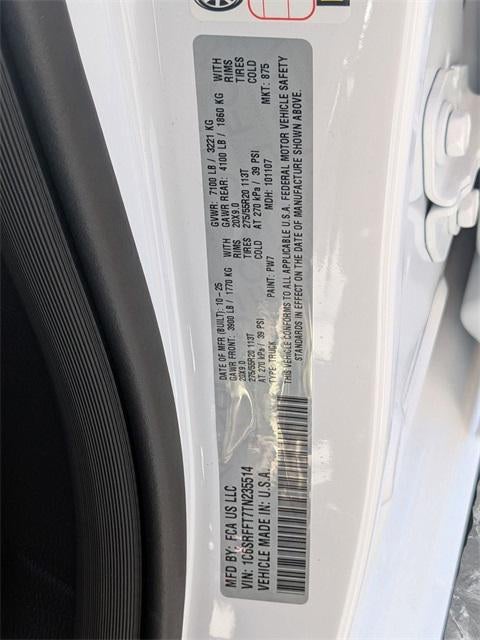 MFD BY: FCA US LLC
DATE OF MFR (BUILT): 10-25
GVWR: 7100 LB / 3221 KG
GAWR FRONT: 3900 LB / 1770 KG WITH
GAWR REAR: 4100 LB / 1860 KG WITH
20X9.0 RIMS
20X9.0 RIMS
275/55R20 113T TIRES
275/55R20 113T TIRES
AT 270 kPa / 39 PSI COLD
AT 270 kPa / 39 PSI COLD
VIN: 1C6SRFFT7TN235514
TYPE: TRUCK
PAINT: PW7
MDH: 101107
MKT: 875
VEHICLE MADE IN: U.S.A.
THIS VEHICLE CONFORMS TO ALL APPLICABLE U.S.A. FEDERAL MOTOR VEHICLE SAFETY
STANDARDS IN EFFECT ON THE DATE OF MANUFACTURE SHOWN ABOVE.